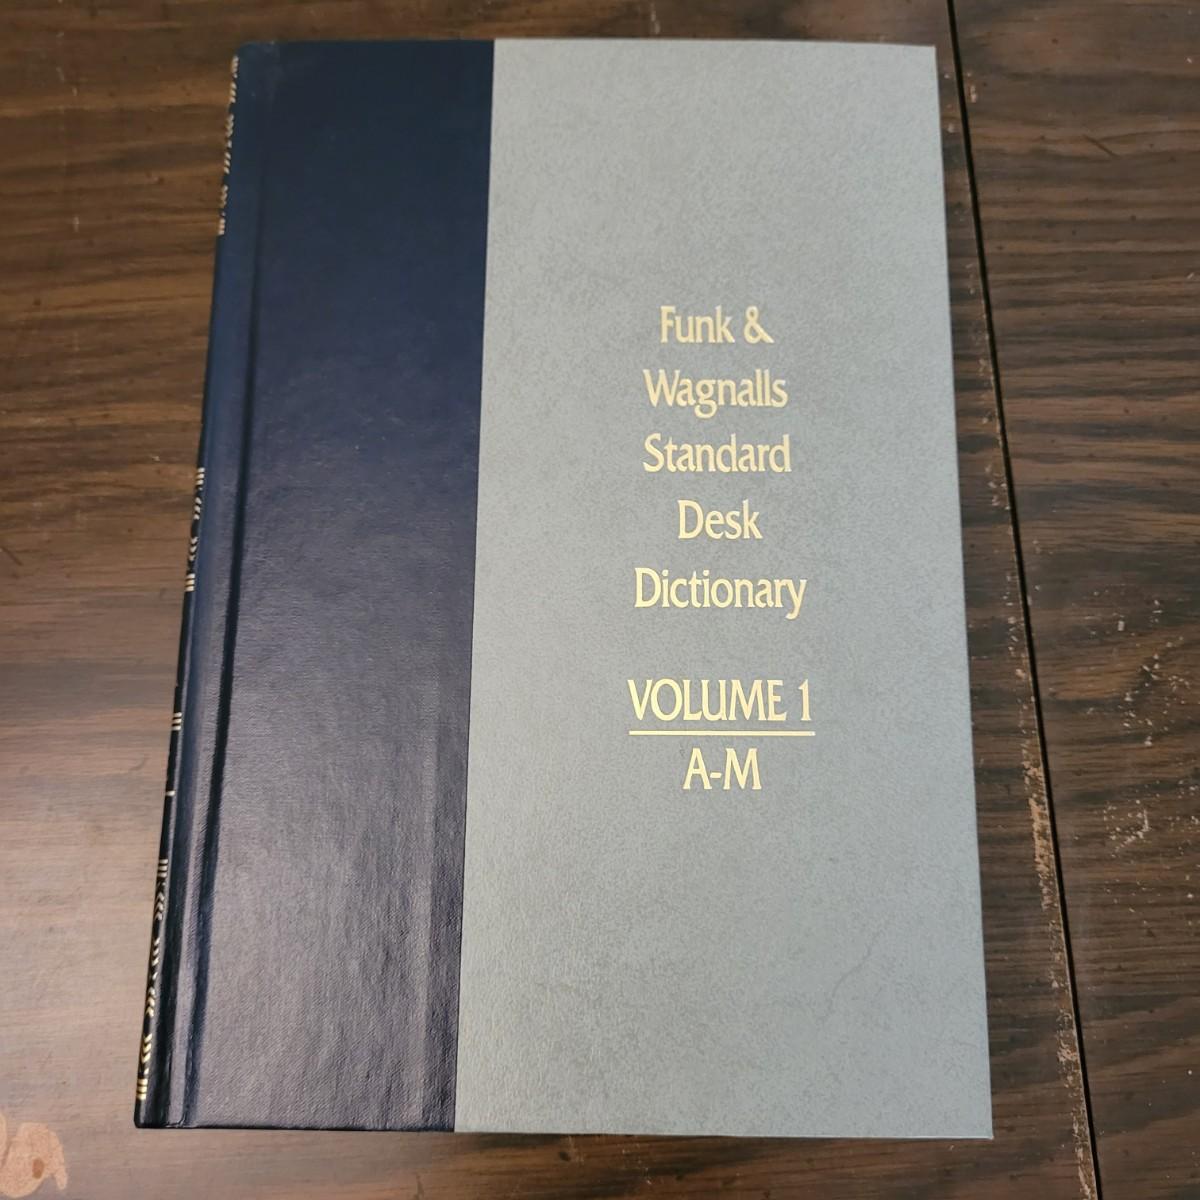 Funk &
Wagnalls
Standard
Desk
Dictionary
VOLUME 1
A-M